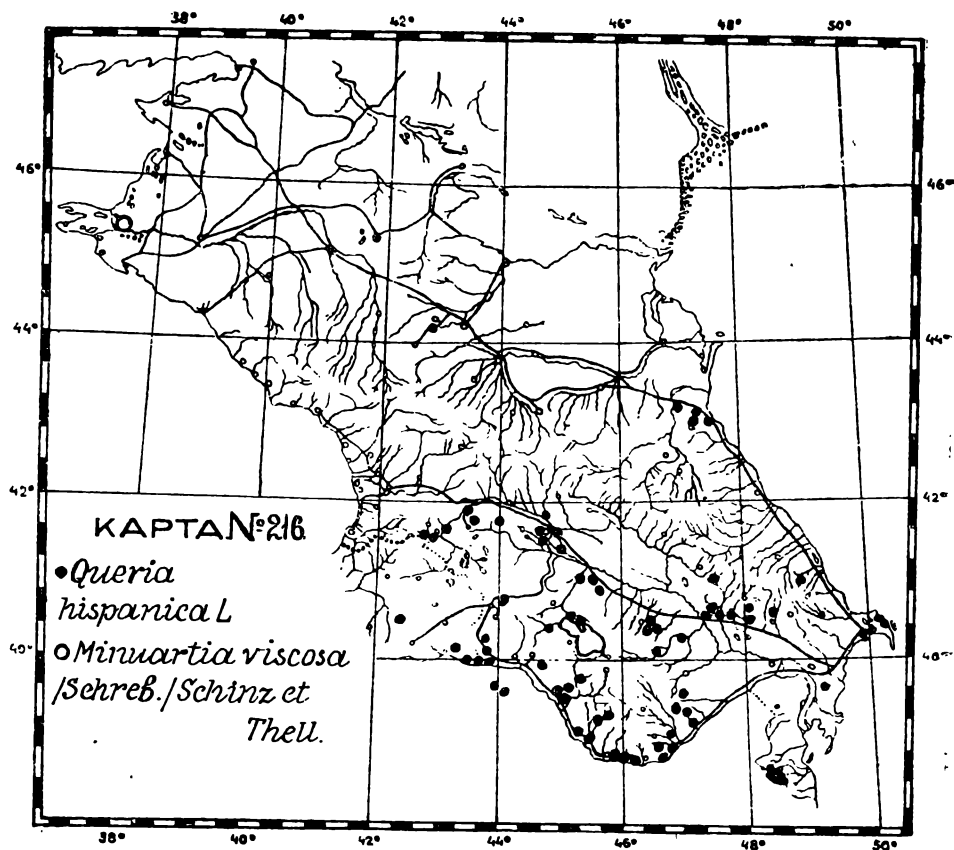 38° 40° 42° 44° 46° 48° 50°
46° 46°
44° 44°
42° 42°
КАРТА № 216.
Queria
hispanica L
40° 40°
Minuartia viscosa
/Schreb./Schinz et
Thell.
38° 40° 42° 44° 46° 48° 50°